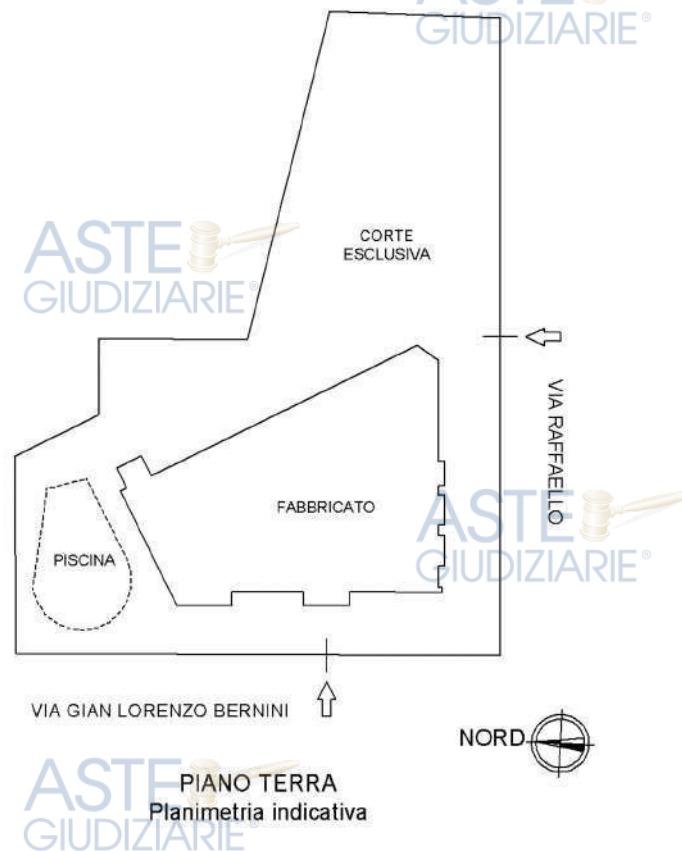 GIUDIZIARIE®
CORTE
ESCLUSIVA
ASTE
GIUDIZIARIE®
VIA RAFFAELLO
FABBRICATO
ASTE
GIUDIZIARIE®
PISCINA
VIA GIAN LORENZO BERNINI
NORD
ASTE
GIUDIZIARIE®
PIANO TERRA
Planimetria indicativa